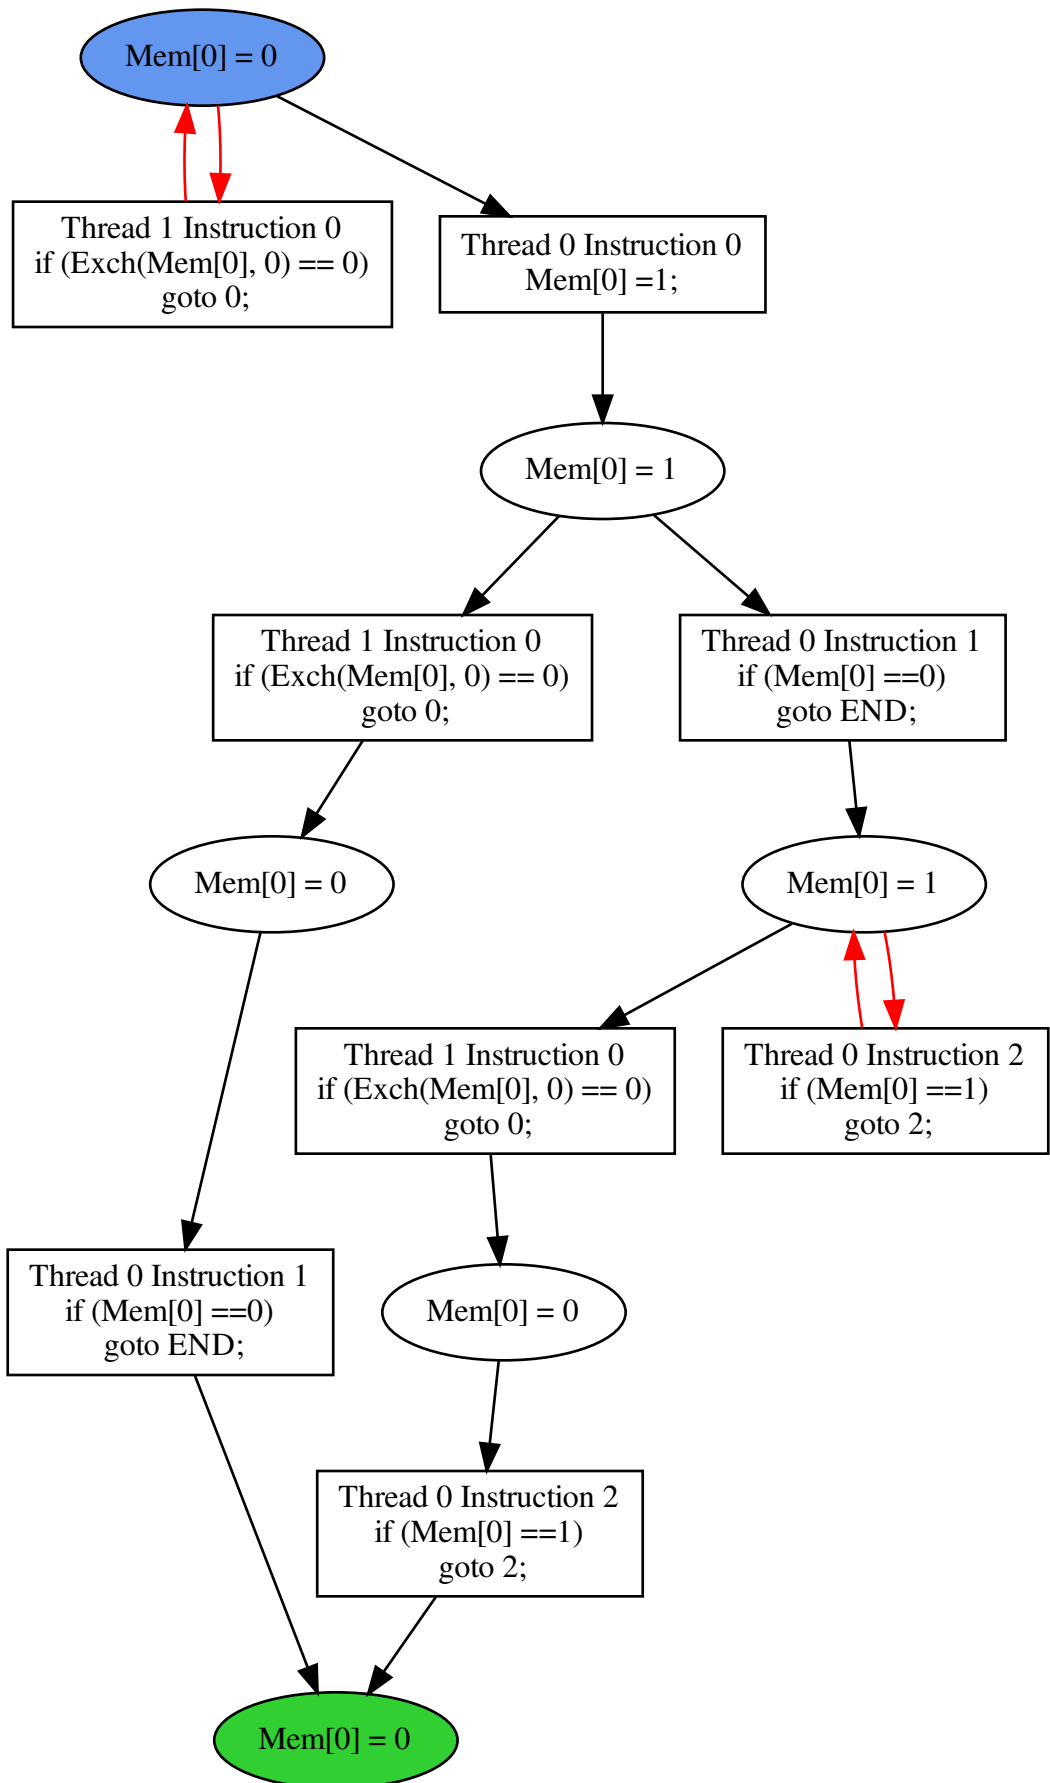 Mem[0] = 0
Thread 1 Instruction 0
if (Exch(Mem[0], 0) == 0)
goto 0;
Thread 0 Instruction 0
Mem[0] =1;
Mem[0] = 1
Thread 1 Instruction 0
if (Exch(Mem[0], 0) == 0)
goto 0;
Thread 0 Instruction 1
if (Mem[0] ==0)
goto END;
Mem[0] = 0
Mem[0] = 1
Thread 1 Instruction 0
if (Exch(Mem[0], 0) == 0)
goto 0;
Thread 0 Instruction 2
if (Mem[0] ==1)
goto 2;
Thread 0 Instruction 1
if (Mem[0] ==0)
goto END;
Mem[0] = 0
Thread 0 Instruction 2
if (Mem[0] ==1)
goto 2;
Mem[0] = 0